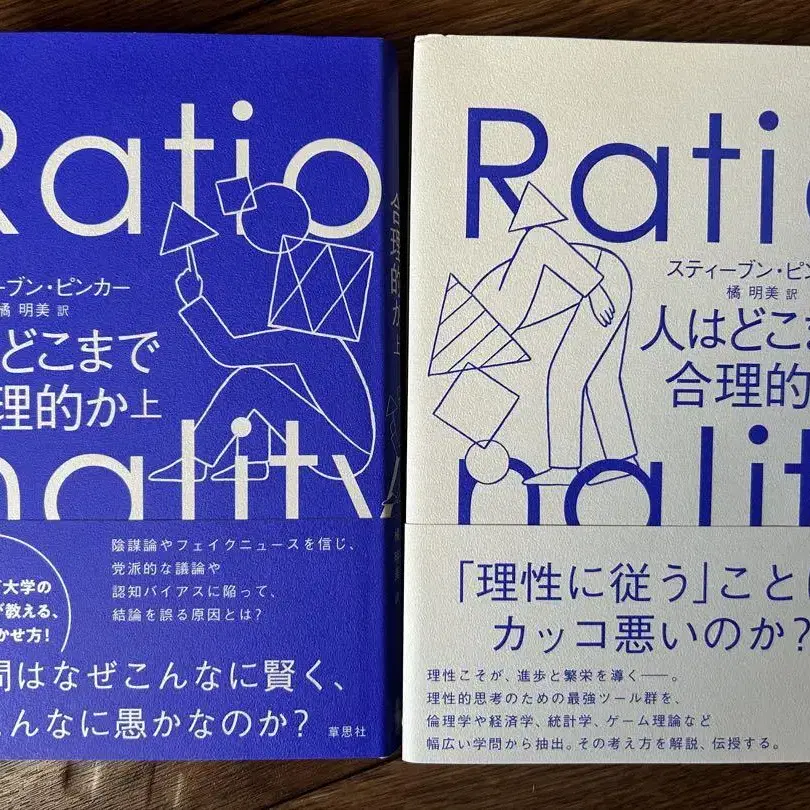 Ratio
ーブン・ピンカー
橘 明美 訳
どこまで
理的か 上
nality
合理的か 上
陰謀論やフェイクニュースを信じ、
党派的な議論や
認知バイアスに陥って、
結論を誤る原因とは?
大学の
が教える、
かせ方!
間はなぜこんなに賢く、
こんなに愚かなのか?
草思社
Ratio
スティーブン・ピン
橘 明美 訳
人はどこま
合理的
nalit
「理性に従う」こと
カッコ悪いのか?
理性こそが、進歩と繁栄を導く──。
理性的思考のための最強ツール群を、
倫理学や経済学、統計学、ゲーム理論など
幅広い学問から抽出。その考え方を解説、伝授する。